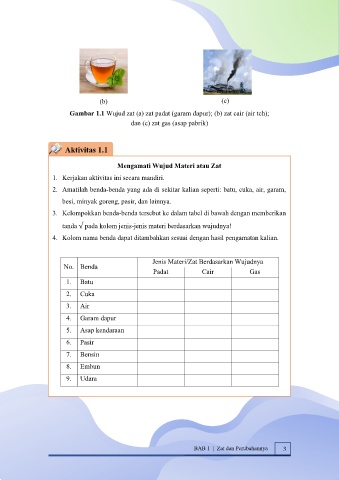 (b) (c)
Gambar 1.1 Wujud zat (a) zat padat (garam dapur); (b) zat cair (air teh);
dan (c) zat gas (asap pabrik)
Aktivitas 1.1
Mengamati Wujud Materi atau Zat
1. Kerjakan aktivitas ini secara mandiri.
2. Amatilah benda-benda yang ada di sekitar kalian seperti: batu, cuka, air, garam,
besi, minyak goreng, pasir, dan lainnya.
3. Kelompokkan benda-benda tersebut ke dalam tabel di bawah dengan memberikan
tanda √ pada kolom jenis-jenis materi berdasarkan wujudnya!
4. Kolom nama benda dapat ditambahkan sesuai dengan hasil pengamatan kalian.
No. Benda Jenis Materi/Zat Berdasarkan Wujudnya
Padat Cair Gas
1. Batu
2. Cuka
3. Air
4. Garam dapur
5. Asap kendaraan
6. Pasir
7. Bensin
8. Embun
9. Udara
BAB 1 | Zat dan Perubahannya 3